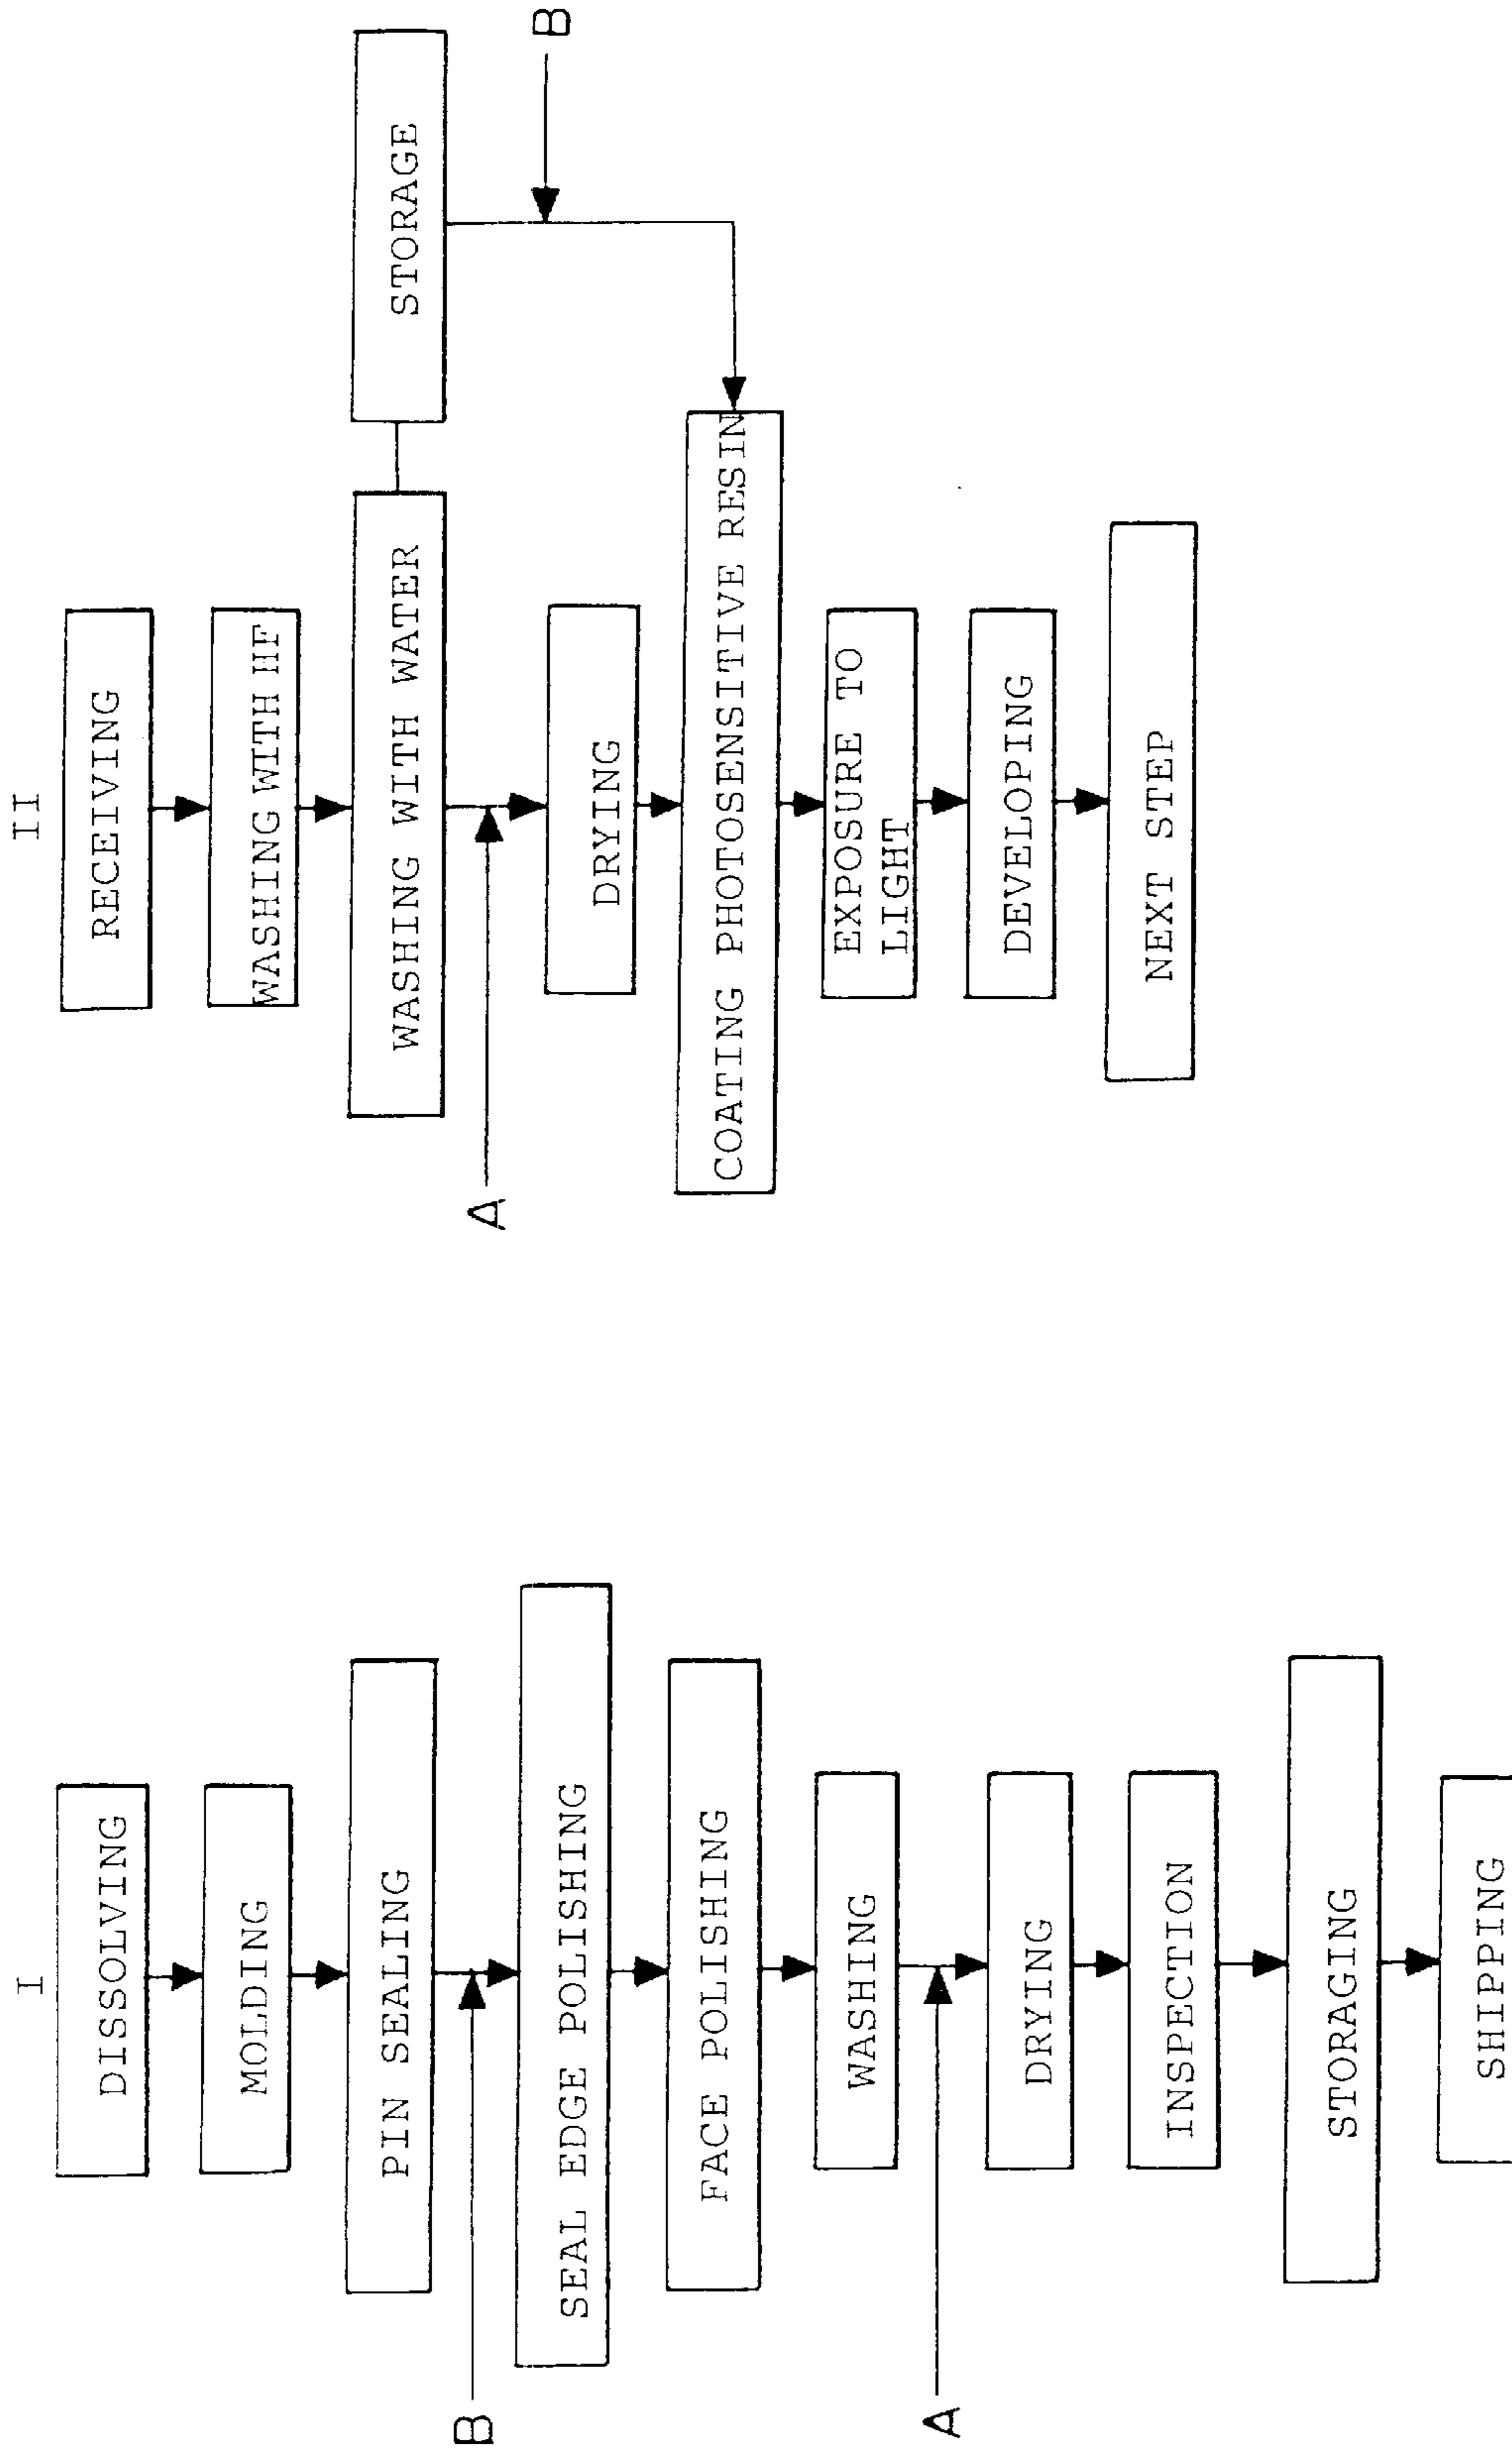 I
DISSOLVING
MOLDING
PIN SEALING
B
SEAL EDGE POLISHING
FACE POLISHING
WASHING
A
DRYING
INSPECTION
STORAGING
SHIPPING
II
RECEIVING
WASHING WITH HF
WASHING WITH WATER
STORAGE
A
B
DRYING
COATING PHOTOSENSITIVE RESIN
EXPOSURE TO
LIGHT
DEVELOPING
NEXT STEP